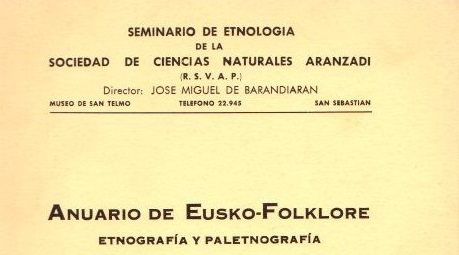 SEMINARIO DE ETNOLOGIA
DE LA
SOCIEDAD DE CIENCIAS NATURALES ARANZADI
(R. S. V. A. P.)
Director: JOSE MIGUEL DE BARANDIARAN
MUSEO DE SAN TELMO TELEFONO 22.945 SAN SEBASTIAN
ANUARIO DE EUSKO-FOLKLORE
ETNOGRAFÍA Y PALETNOGRAFÍA